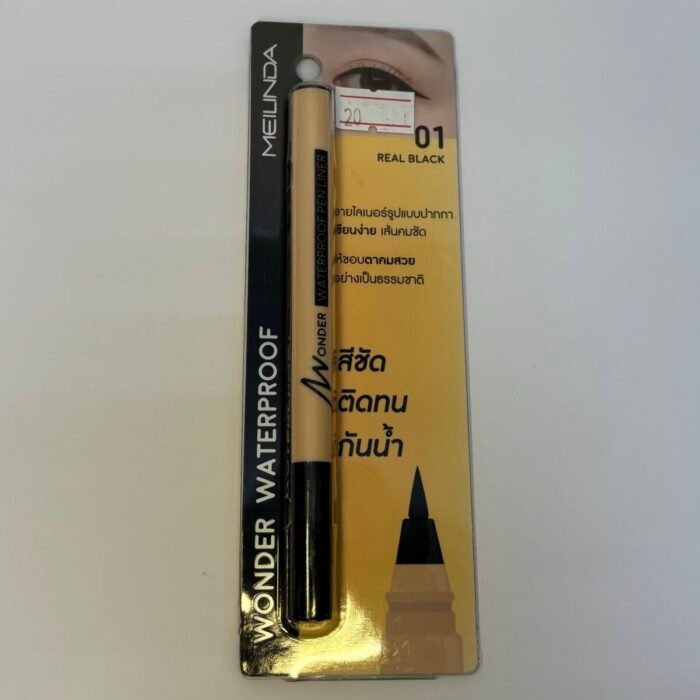 MEILINDA
WONDER WATERPROOF
WONDER WATERPROOF PEN LINER
20
01
REAL BLACK
อายไลเนอร์รูปแบบปากกา
เขียนง่าย เส้นคมชัด
ให้ขอบตาคมสวย
อย่างเป็นธรรมชาติ
สีชัด
ติดทน
กันน้ำ